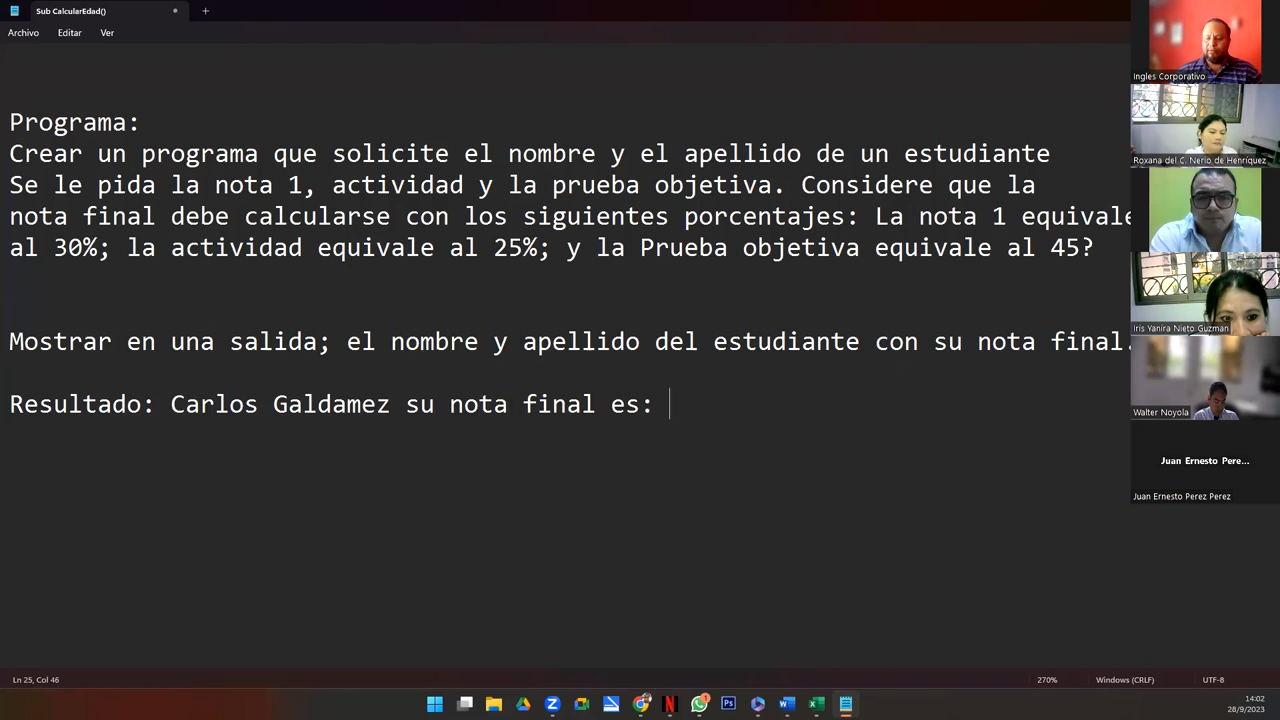 Sub CalcularEdad()
Archivo Editar Ver
Programa:
Crear un programa que solicite el nombre y el apellido de un estudiante
Se le pida la nota 1, actividad y la prueba objetiva. Considere que la
nota final debe calcularse con los siguientes porcentajes: La nota 1 equivale
al 30%; la actividad equivale al 25%; y la Prueba objetiva equivale al 45?
Mostrar en una salida; el nombre y apellido del estudiante con su nota final.
Resultado: Carlos Galdamez su nota final es:
Ingles Corporativo
Roxana del C. Nerio de Henríquez
Iris Yanira Nieto Guzman
Walter Noyola
Juan Ernesto Pere...
Juan Ernesto Perez Perez
Ln 25, Col 46
270%
Windows (CRLF)
UTF-8
14:02
28/9/2023